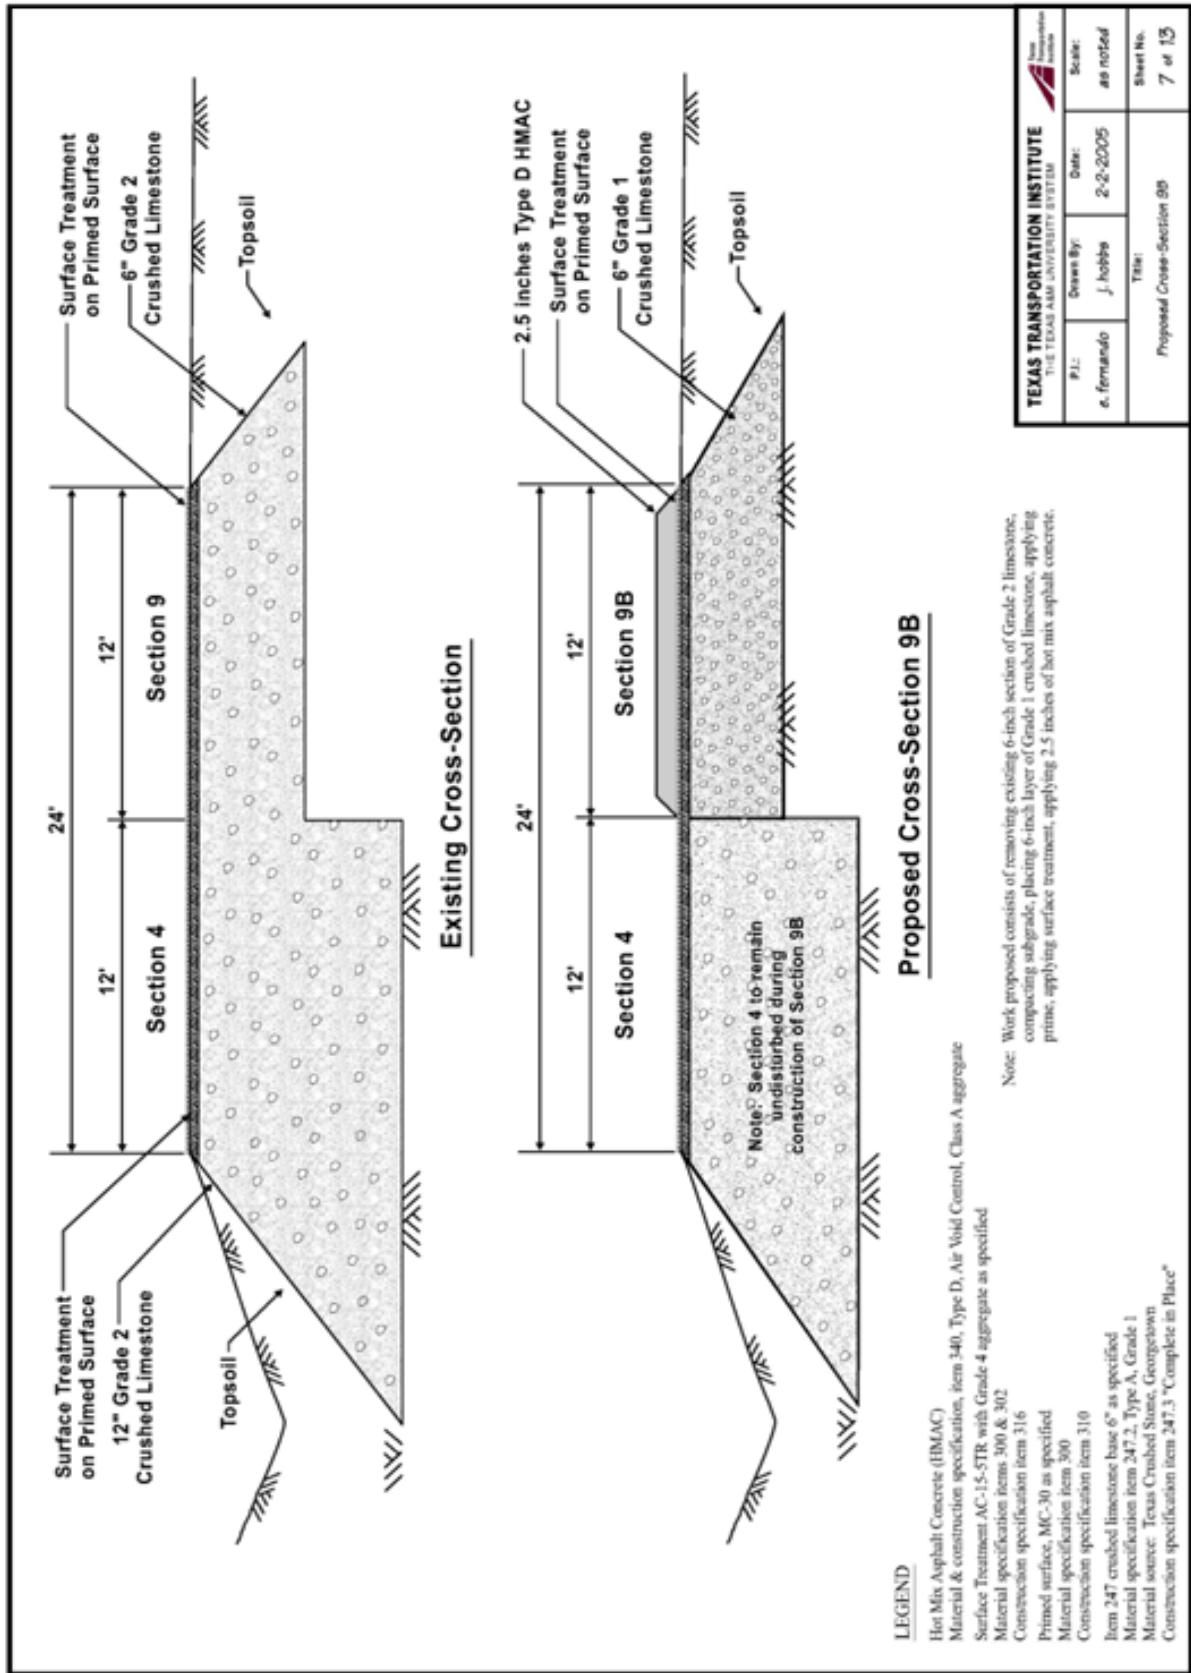 24'
12'
12'
Surface Treatment
on Primed Surface
Section 4
Section 9
Surface Treatment
on Primed Surface
12" Grade 2
Crushed Limestone
6" Grade 2
Crushed Limestone
Topsoil
Topsoil
Existing Cross-Section
24'
12'
12'
Section 4
Section 9B
2.5 inches Type D HMAC
Surface Treatment
on Primed Surface
6" Grade 1
Crushed Limestone
Topsoil
Note: Section 4 to remain
undisturbed during
construction of Section 9B
Proposed Cross-Section 9B
LEGEND
Hot Mix Asphalt Concrete (HMAC)
Material & construction specification, item 340, Type D, Air Void Control, Class A aggregate
Surface Treatment AC-15-5TR with Grade 4 aggregate as specified
Material specification items 300 & 302
Construction specification item 316
Primed surface, MC-30 as specified
Material specification item 300
Construction specification item 310
Item 247 crushed limestone base 6" as specified
Material specification item 247.2, Type A, Grade 1
Material source: Texas Crushed Stone, Georgetown
Construction specification item 247.3 "Complete in Place"
Note: Work proposed consists of removing existing 6-inch section of Grade 2 limestone,
compacting subgrade, placing 6-inch layer of Grade 1 crushed limestone, applying
prime, applying surface treatment, applying 2.5 inches of hot mix asphalt concrete.
TEXAS TRANSPORTATION INSTITUTE
THE TEXAS A&M UNIVERSITY SYSTEM
Texas
Transportation
Institute
P.I.:
e. fernando
Drawn By:
j. hobbs
Date:
2-2-2005
Scale:
as noted
Title:
Proposed Cross-Section 9B
Sheet No.
7 of 13